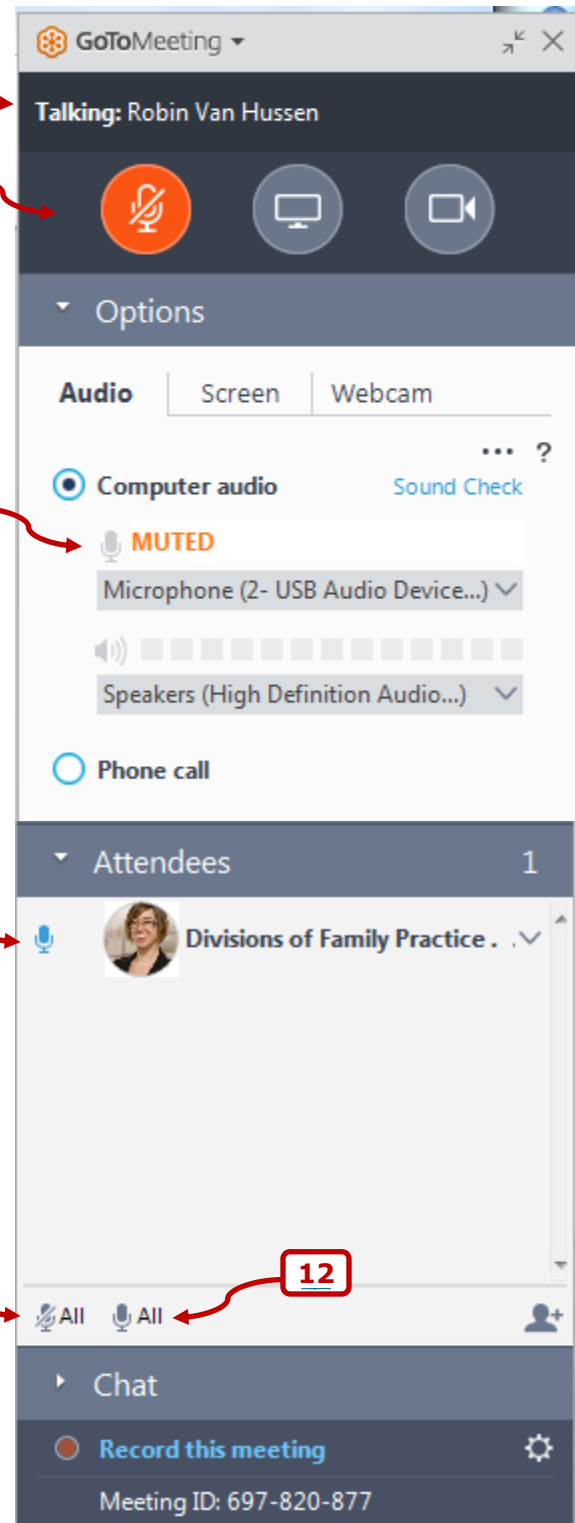 GoToMeeting
Talking: Robin Van Hussen
Options
Audio Screen Webcam
... ?
Computer audio Sound Check
MUTED
Microphone (2- USB Audio Device...)
Speakers (High Definition Audio...)
Phone call
Attendees 1
Divisions of Family Practice . .
12
All All
Chat
Record this meeting
Meeting ID: 697-820-877